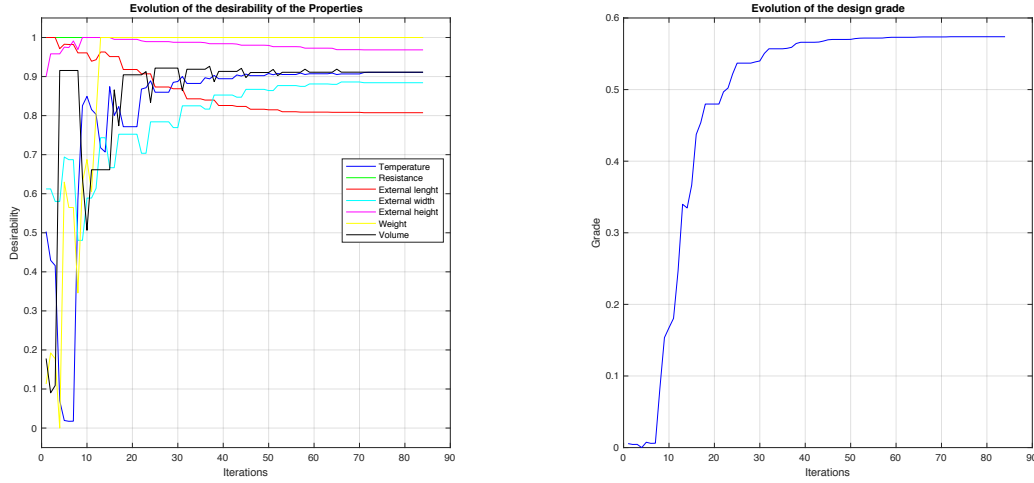 Evolution of the desirability of the Properties
1
0.9
0.8
0.7
0.6
0.5
0.4
0.3
0.2
0.1
0
Desirability
0 10 20 30 40 50 60 70 80 90
Iterations
Temperature
Resistance
External lenght
External width
External height
Weight
Volume
Evolution of the design grade
0.6
0.5
0.4
0.3
0.2
0.1
0
Grade
0 10 20 30 40 50 60 70 80 90
Iterations